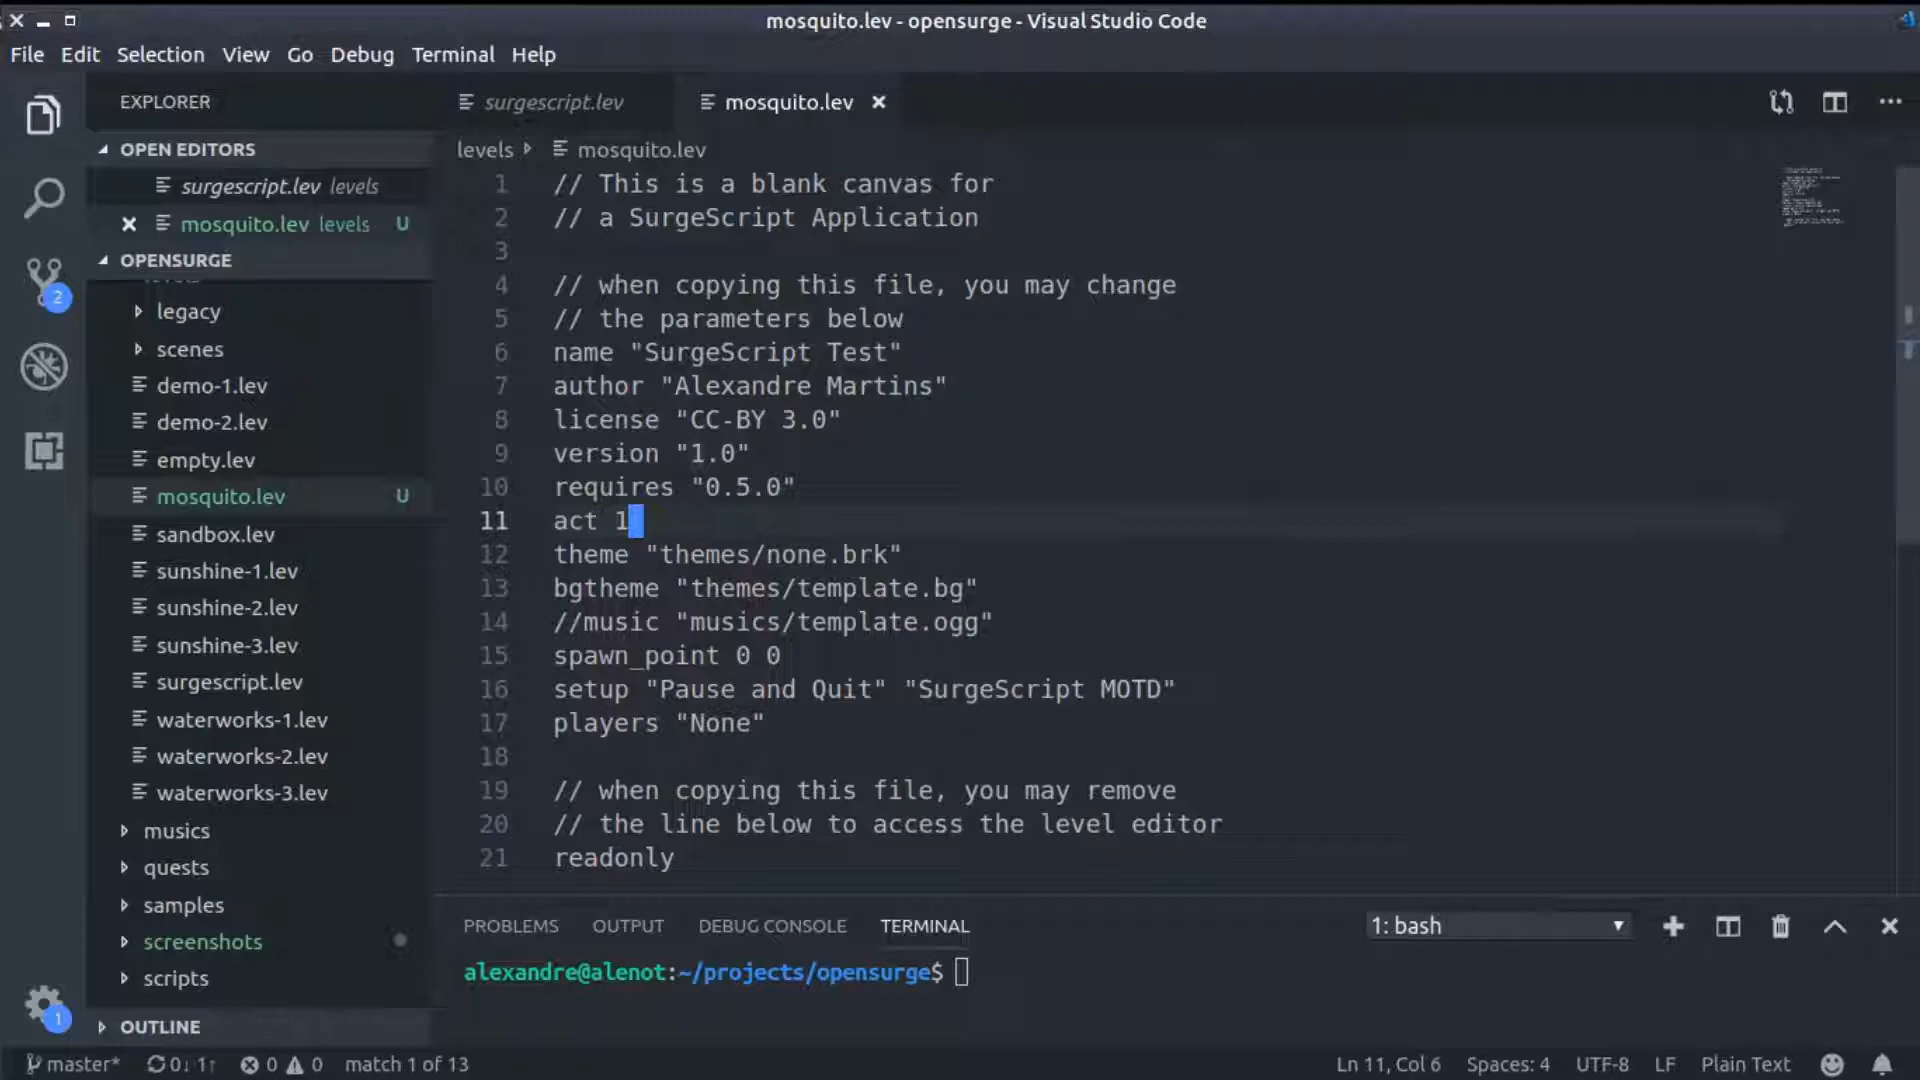 mosquito.lev - opensurge - Visual Studio Code
File Edit Selection View Go Debug Terminal Help
EXPLORER
OPEN EDITORS
surgescript.lev levels
mosquito.lev levels U
OPENSURGE
legacy
scenes
demo-1.lev
demo-2.lev
empty.lev
mosquito.lev U
sandbox.lev
sunshine-1.lev
sunshine-2.lev
sunshine-3.lev
surgescript.lev
waterworks-1.lev
waterworks-2.lev
waterworks-3.lev
musics
quests
samples
screenshots
scripts
OUTLINE
2
1
surgescript.lev mosquito.lev
levels mosquito.lev
1 // This is a blank canvas for
2 // a SurgeScript Application
3
4 // when copying this file, you may change
5 // the parameters below
6 name "SurgeScript Test"
7 author "Alexandre Martins"
8 license "CC-BY 3.0"
9 version "1.0"
10 requires "0.5.0"
11 act 1
12 theme "themes/none.brk"
13 bgtheme "themes/template.bg"
14 //music "musics/template.ogg"
15 spawn_point 0 0
16 setup "Pause and Quit" "SurgeScript MOTD"
17 players "None"
18
19 // when copying this file, you may remove
20 // the line below to access the level editor
21 readonly
PROBLEMS OUTPUT DEBUG CONSOLE TERMINAL 1: bash
alexandre@alenot:~/projects/opensurge$
master* 0↓ 1↑ 0 0 match 1 of 13 Ln 11, Col 6 Spaces: 4 UTF-8 LF Plain Text